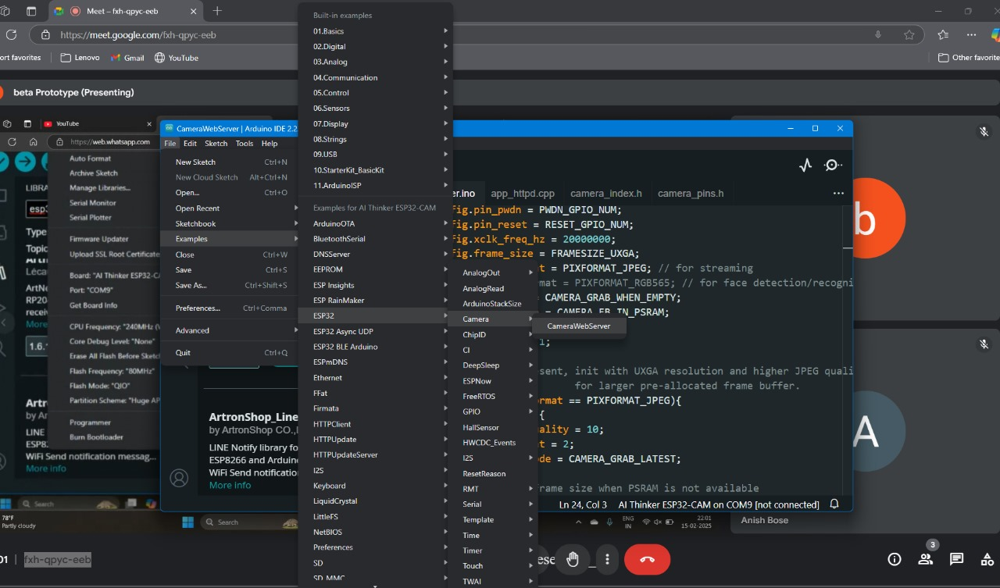 Meet – fxh-qpyc-eeb
https://meet.google.com/fxh-qpyc-eeb
ort favorites
Lenovo
Gmail
YouTube
Other favorite
beta Prototype (Presenting)
YouTube
https://web.whatsapp.com
Auto Format
Archive Sketch
Manage Libraries...
Serial Monitor
Serial Plotter
Firmware Updater
Upload SSL Root Certificate
Board: "AI Thinker ESP32-CA
Port: "COM9"
Get Board Info
CPU Frequency: "240MHz (W
Core Debug Level: "None"
Erase All Flash Before Sketc
Flash Frequency: "80MHz"
Flash Mode: "QIO"
Partition Scheme: "Huge AP
Programmer
Burn Bootloader
LIBRA
esp3
Type
Topic
Léca
ArtNe
RP20
receiv
More
1.6.
Artr
by Ar
LINE
ESP8
WiFi Send notification messag...
More info
Search
78°F
Partly cloudy
CameraWebServer | Arduino IDE 2.2
File Edit Sketch Tools Help
New Sketch Ctrl+N
New Cloud Sketch Alt+Ctrl+N
Open... Ctrl+O
Open Recent
Sketchbook
Examples
Close Ctrl+W
Save Ctrl+S
Save As... Ctrl+Shift+S
Preferences... Ctrl+Comma
Advanced
Quit Ctrl+Q
ArtronShop_Line
by ArtronShop CO.,
LINE Notify library fo
ESP8266 and Arduin
WiFi Send notificatio
More info
Built-in examples
01.Basics
02.Digital
03.Analog
04.Communication
05.Control
06.Sensors
07.Display
08.Strings
09.USB
10.StarterKit_BasicKit
11.ArduinoISP
Examples for AI Thinker ESP32-CAM
ArduinoOTA
BluetoothSerial
DNSServer
EEPROM
ESP Insights
ESP RainMaker
ESP32
ESP32 Async UDP
ESP32 BLE Arduino
ESPmDNS
Ethernet
FFat
Firmata
HTTPClient
HTTPUpdate
HTTPUpdateServer
I2S
Keyboard
LiquidCrystal
LittleFS
NetBIOS
Preferences
SD
SD_MMC
AnalogOut
AnalogRead
ArduinoStackSize
Camera
ChipID
CI
DeepSleep
ESPNow
FreeRTOS
GPIO
HallSensor
HWCDC_Events
I2S
ResetReason
RMT
Serial
Template
Time
Timer
Touch
TWAI
CameraWebServer
er.ino
app_httpd.cpp
camera_index.h
camera_pins.h
fig.pin_pwdn = PWDN_GPIO_NUM;
fig.pin_reset = RESET_GPIO_NUM;
fig.xclk_freq_hz = 20000000;
fig.frame_size = FRAMESIZE_UXGA;
t = PIXFORMAT_JPEG; // for streaming
rmat = PIXFORMAT_RGB565; // for face detection/recogni
= CAMERA_GRAB_WHEN_EMPTY;
= CAMERA_FB_IN_PSRAM;
1;
sent, init with UXGA resolution and higher JPEG quali
for larger pre-allocated frame buffer.
ormat == PIXFORMAT_JPEG){
{
ality = 10;
t = 2;
de = CAMERA_GRAB_LATEST;
frame size when PSRAM is not available
Ln 24, Col 3 AI Thinker ESP32-CAM on COM9 [not connected]
Search
ENG
IN
22:01
15-02-2025
b
A
Anish Bose
01 | fxh-qpyc-eeb
3